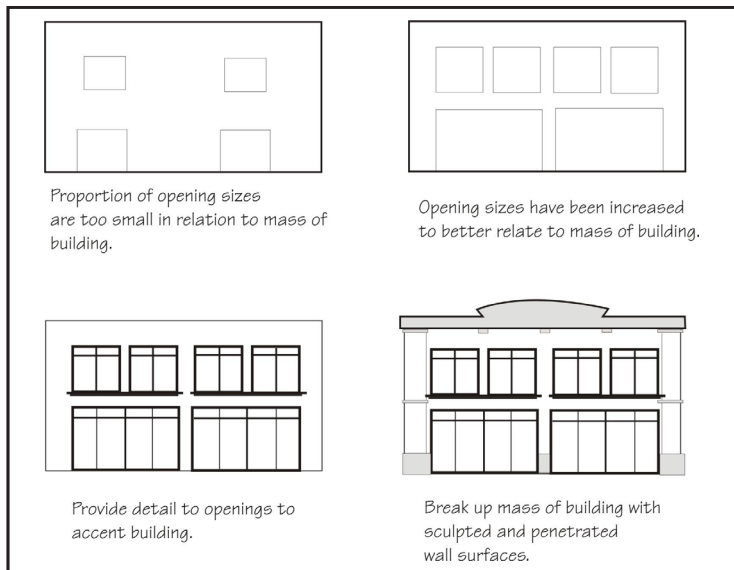 Proportion of opening sizes
are too small in relation to mass of
building.
Opening sizes have been increased
to better relate to mass of building.
Provide detail to openings to
accent building.
Break up mass of building with
sculpted and penetrated
wall surfaces.